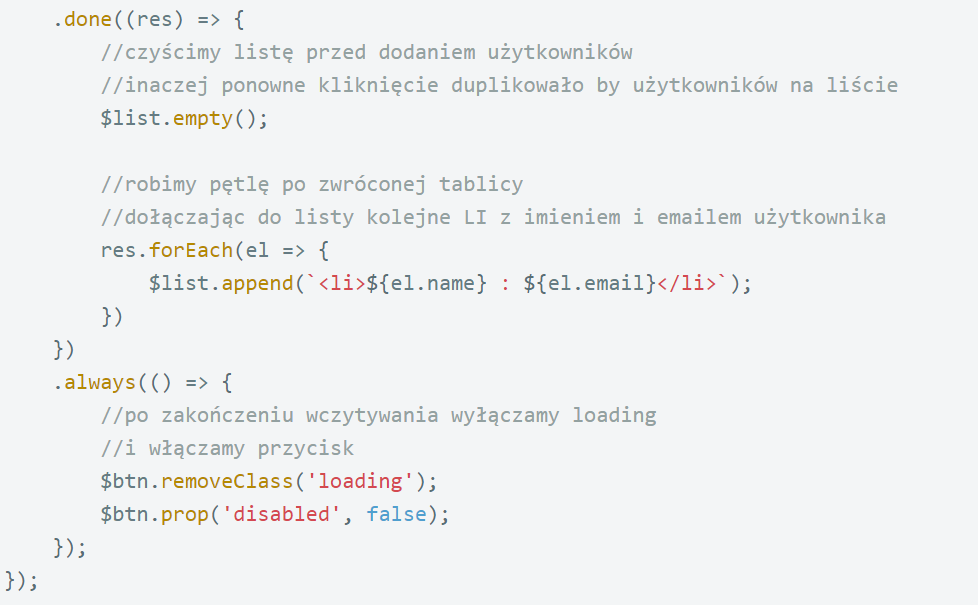 .done((res) => {
//czyścimy listę przed dodaniem użytkowników
//inaczej ponowne kliknięcie duplikowało by użytkowników na liście
$list.empty();
//robimy pętlę po zwróconej tablicy
//dołączając do listy kolejne LI z imieniem i emailem użytkownika
res.forEach(el => {
$list.append(`<li>${el.name} : ${el.email}</li>`);
})
})
.always(() => {
//po zakończeniu wczytywania wyłączamy loading
//i włączamy przycisk
$btn.removeClass('loading');
$btn.prop('disabled', false);
});
});